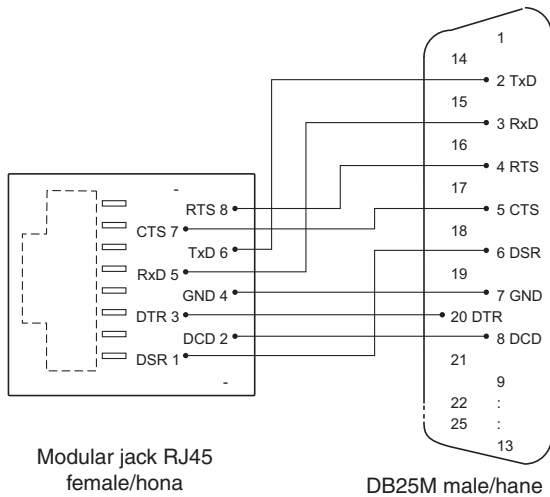 1
14
2 TxD
15
3 RxD
16
4 RTS
17
5 CTS
18
6 DSR
19
7 GND
20 DTR
8 DCD
21
9
22 :
25 :
13
-
RTS 8
CTS 7
TxD 6
RxD 5
GND 4
DTR 3
DCD 2
DSR 1
-
Modular jack RJ45
female/hona
DB25M male/hane